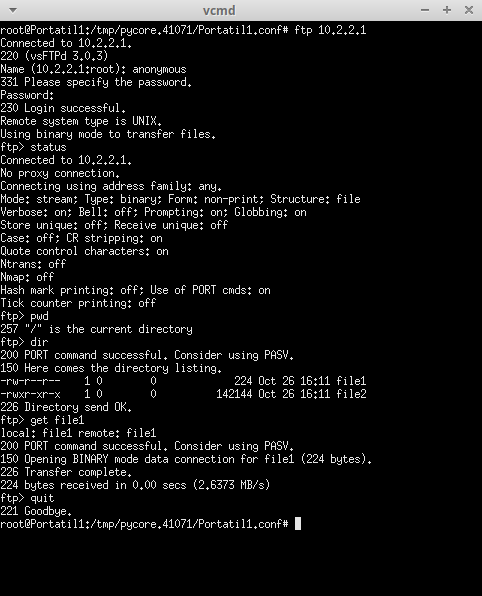 vcmd
root@Portatil1:/tmp/pycore.41071/Portatil1.conf# ftp 10.2.2.1
Connected to 10.2.2.1.
220 (vsFTPd 3.0.3)
Name (10.2.2.1:root): anonymous
331 Please specify the password.
Password:
230 Login successful.
Remote system type is UNIX.
Using binary mode to transfer files.
ftp> status
Connected to 10.2.2.1.
No proxy connection.
Connecting using address family: any.
Mode: stream; Type: binary; Form: non-print; Structure: file
Verbose: on; Bell: off; Prompting: on; Globbing: on
Store unique: off; Receive unique: off
Case: off; CR stripping: on
Quote control characters: on
Ntrans: off
Nmap: off
Hash mark printing: off; Use of PORT cmds: on
Tick counter printing: off
ftp> pwd
257 "/" is the current directory
ftp> dir
200 PORT command successful. Consider using PASV.
150 Here comes the directory listing.
-rw-r--r--    1 0        0             224 Oct 26 16:11 file1
-rwxr-xr-x    1 0        0          142144 Oct 26 16:11 file2
226 Directory send OK.
ftp> get file1
local: file1 remote: file1
200 PORT command successful. Consider using PASV.
150 Opening BINARY mode data connection for file1 (224 bytes).
226 Transfer complete.
224 bytes received in 0.00 secs (2.6373 MB/s)
ftp> quit
221 Goodbye.
root@Portatil1:/tmp/pycore.41071/Portatil1.conf#